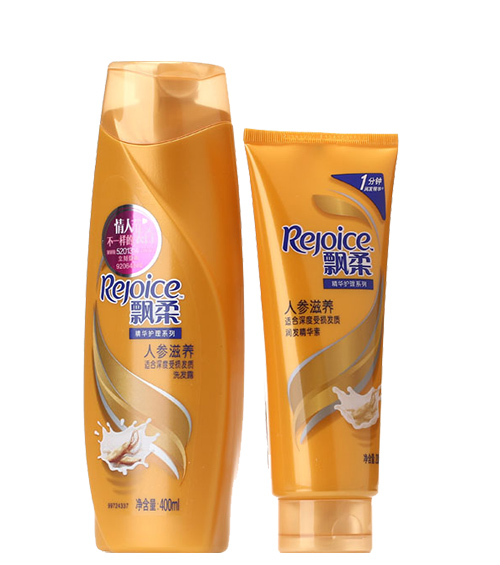 情人
不一样的
Rejoice
飘柔
精华护理系列
人参滋养
适合深度受损发质
洗发露
净含量:400ml
99724337
1分钟
Rejoice
飘柔
精华护理系列
人参滋养
适合深度受损发质
润发精华素
净含量